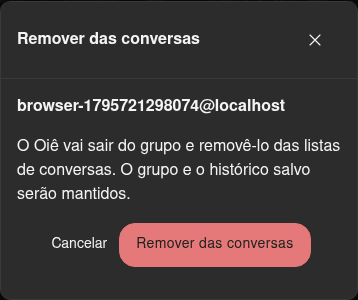 Remover das conversas
browser-1795721298074@localhost
O Oiê vai sair do grupo e removê-lo das listas
de conversas. O grupo e o histórico salvo
serão mantidos.
Cancelar
Remover das conversas